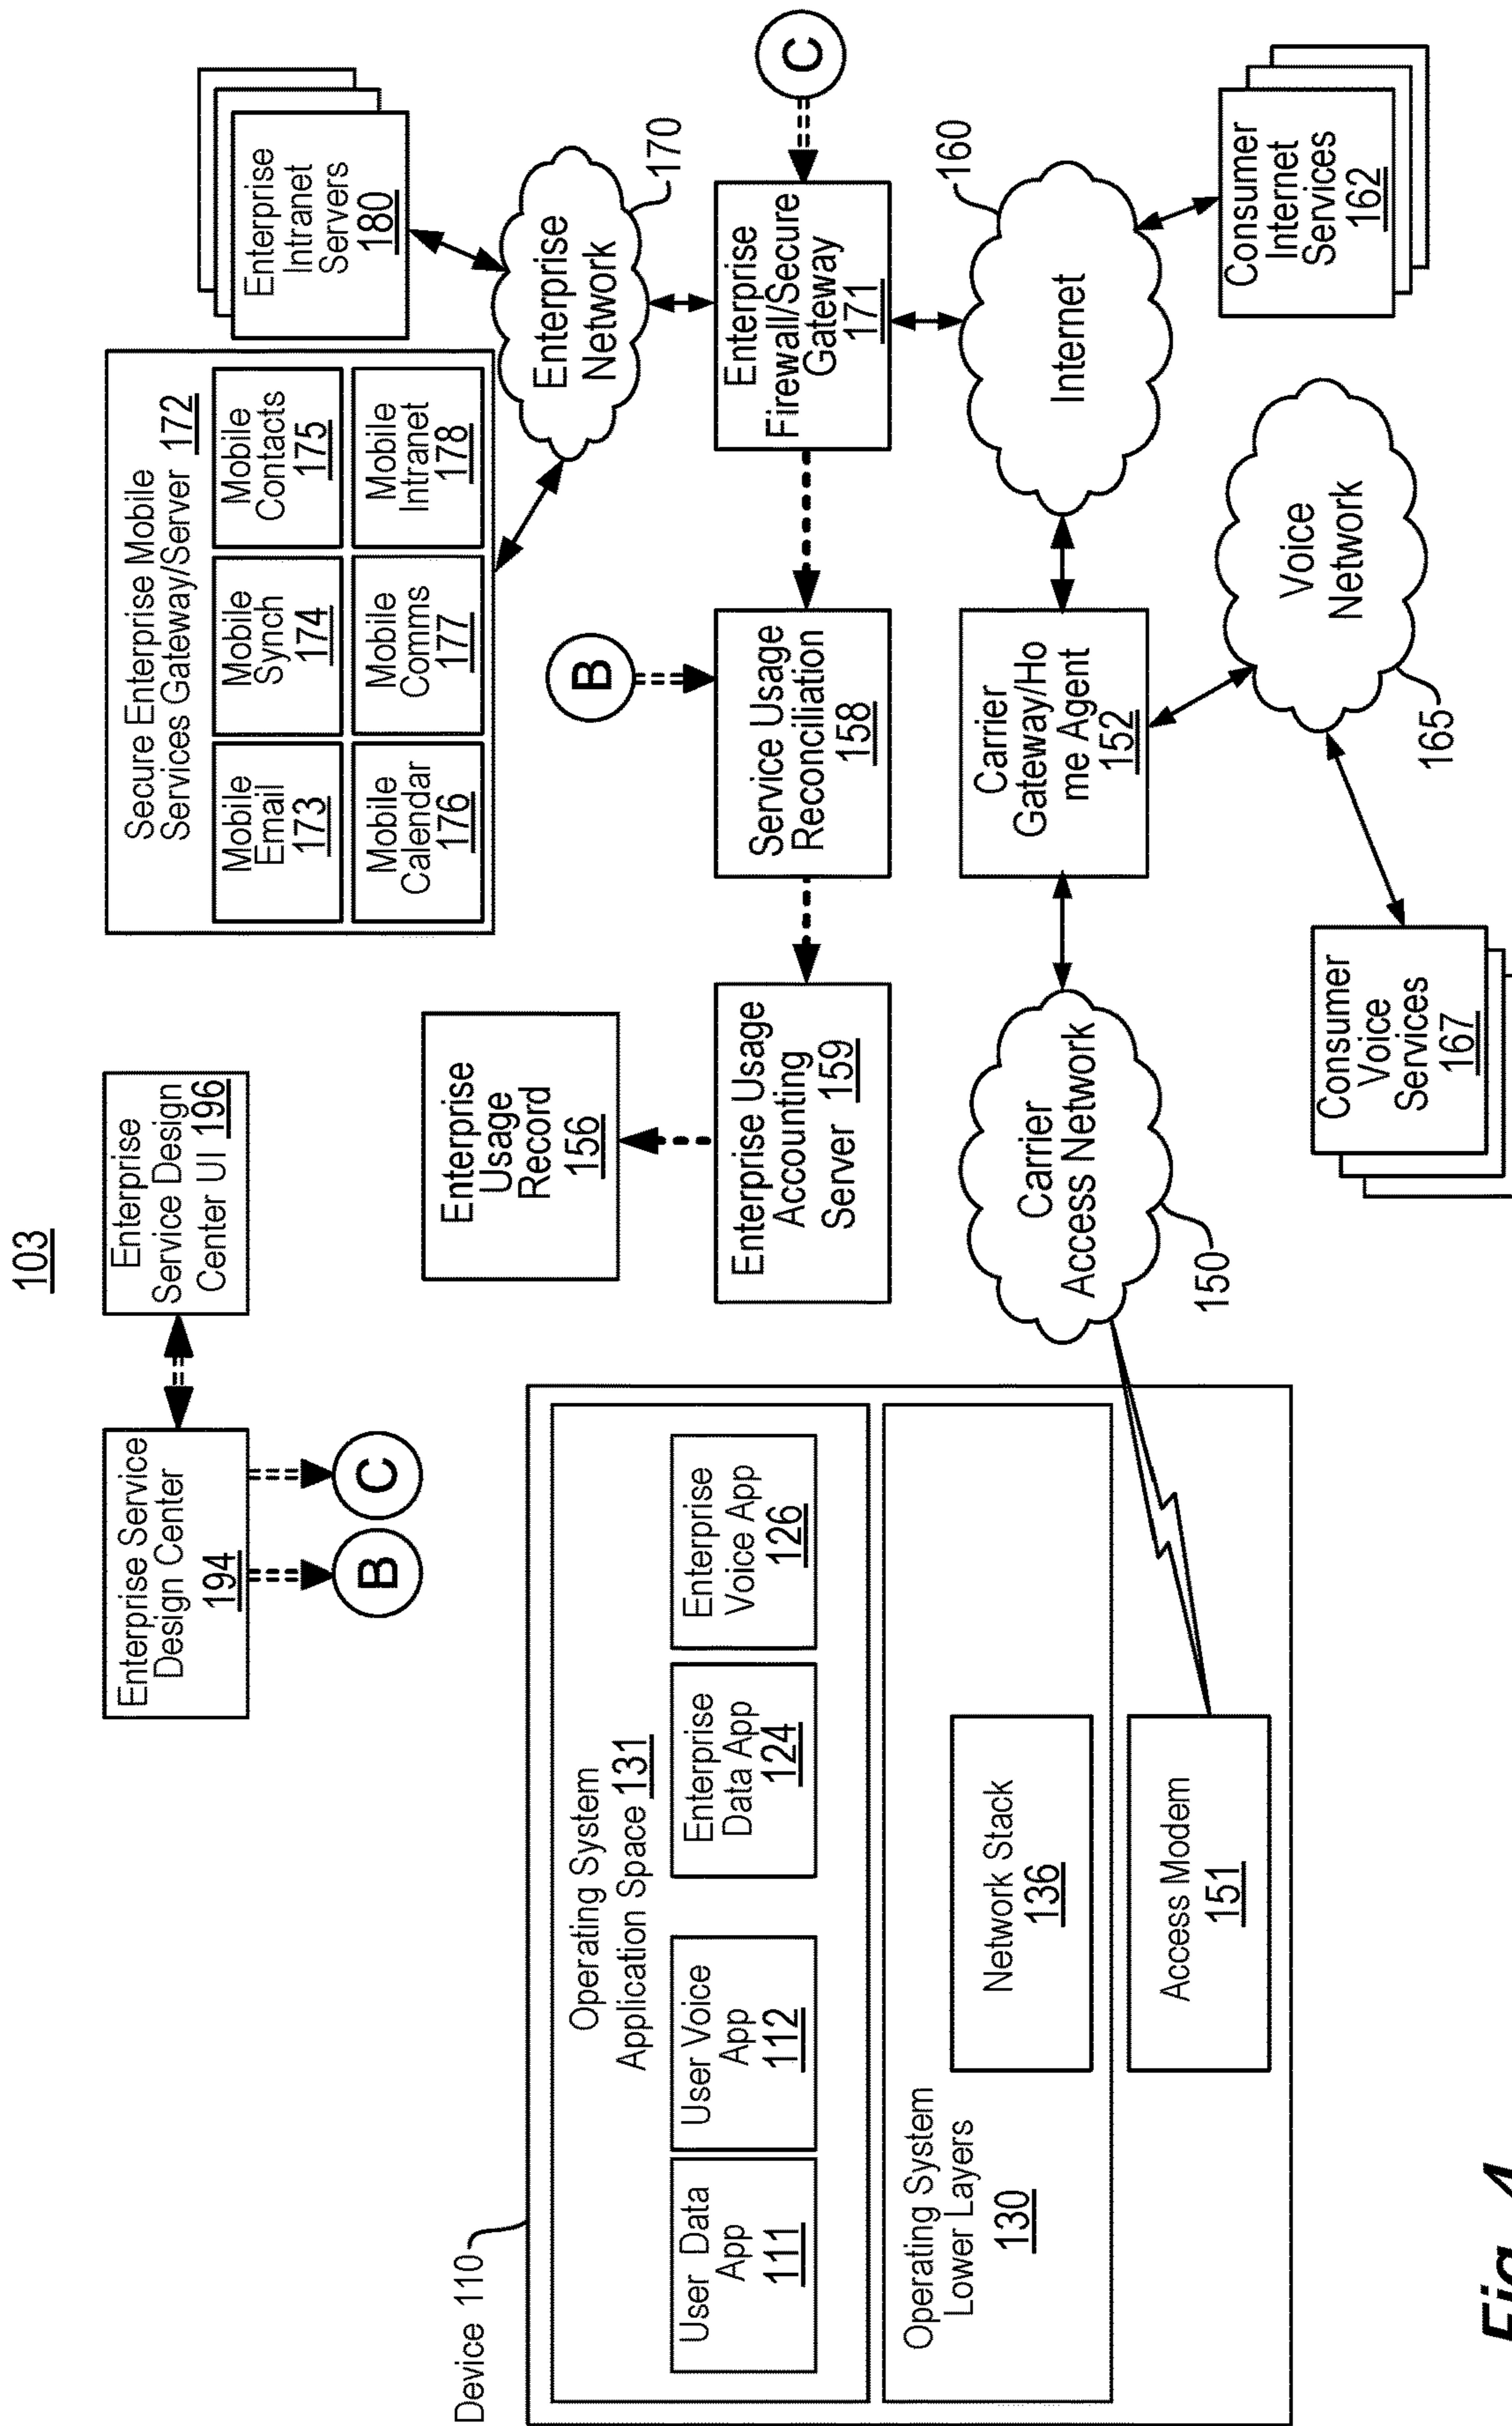 103
Enterprise Service
Design Center
194
Enterprise
Service Design
Center UI 196
B
C
Secure Enterprise Mobile
Services Gateway/Server 172
Mobile
Email
173
Mobile
Synch
174
Mobile
Contacts
175
Mobile
Calendar
176
Mobile
Comms
177
Mobile
Intranet
178
Enterprise
Intranet
Servers
180
Enterprise
Network
170
Enterprise
Usage
Record
156
B
Enterprise Usage
Accounting
Server 159
Service Usage
Reconciliation
158
Enterprise
Firewall/Secure
Gateway
171
C
Device 110
Operating System
Application Space 131
User Data
App
111
User Voice
App
112
Enterprise
Data App
124
Enterprise
Voice App
126
Operating System
Lower Layers
130
Network Stack
136
Access Modem
151
Carrier
Access Network
150
Carrier
Gateway/Ho
me Agent
152
Internet
160
Voice
Network
165
Consumer
Voice
Services
167
Consumer
Internet
Services
162
Fig. 4